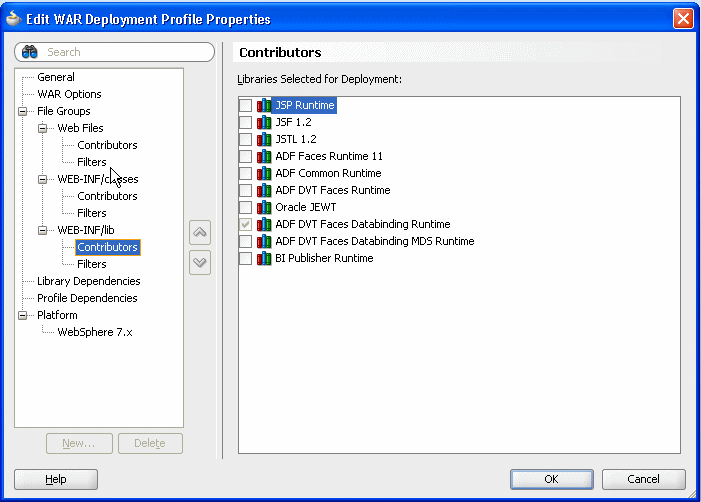 Edit WAR Deployment Profile Properties
Search
General
WAR Options
File Groups
Web Files
Contributors
Filters
WEB-INF/classes
Contributors
Filters
WEB-INF/lib
Contributors
Filters
Library Dependencies
Profile Dependencies
Platform
WebSphere 7.x
New...
Delete
Contributors
Libraries Selected for Deployment:
JSP Runtime
JSF 1.2
JSTL 1.2
ADF Faces Runtime 11
ADF Common Runtime
ADF DVT Faces Runtime
Oracle JEWT
ADF DVT Faces Databinding Runtime
ADF DVT Faces Databinding MDS Runtime
BI Publisher Runtime
Help
OK
Cancel